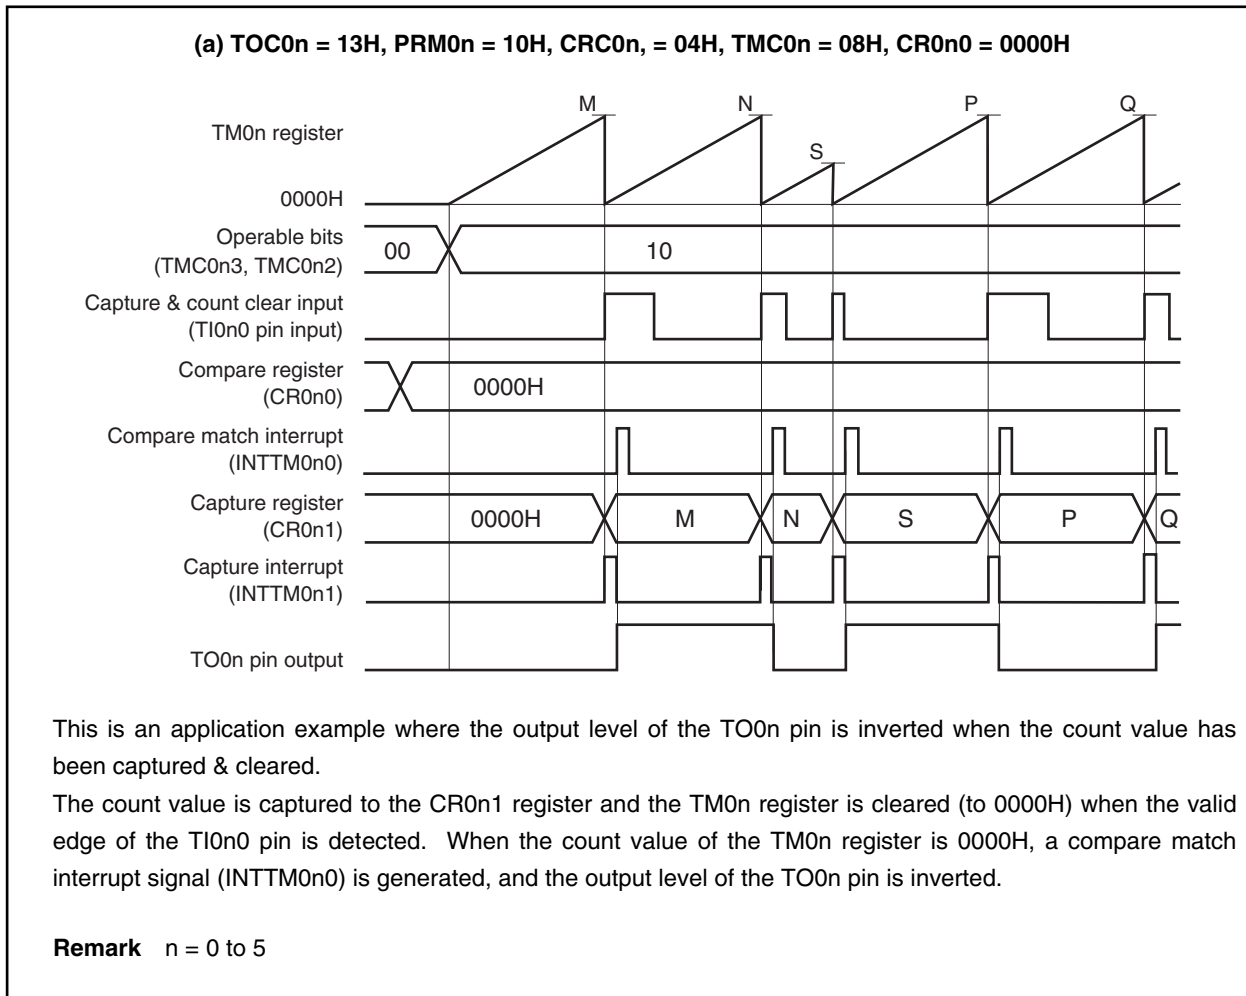 (a) TOC0n = 13H, PRM0n = 10H, CRC0n, = 04H, TMC0n = 08H, CR0n0 = 0000H
M N S P Q
TM0n register
0000H
Operable bits
(TMC0n3, TMC0n2)
00 10
Capture & count clear input
(TI0n0 pin input)
Compare register
(CR0n0)
0000H
Compare match interrupt
(INTTM0n0)
Capture register
(CR0n1)
0000H M N S P Q
Capture interrupt
(INTTM0n1)
TO0n pin output
This is an application example where the output level of the TO0n pin is inverted when the count value has
been captured & cleared.
The count value is captured to the CR0n1 register and the TM0n register is cleared (to 0000H) when the valid
edge of the TI0n0 pin is detected. When the count value of the TM0n register is 0000H, a compare match
interrupt signal (INTTM0n0) is generated, and the output level of the TO0n pin is inverted.
Remark n = 0 to 5